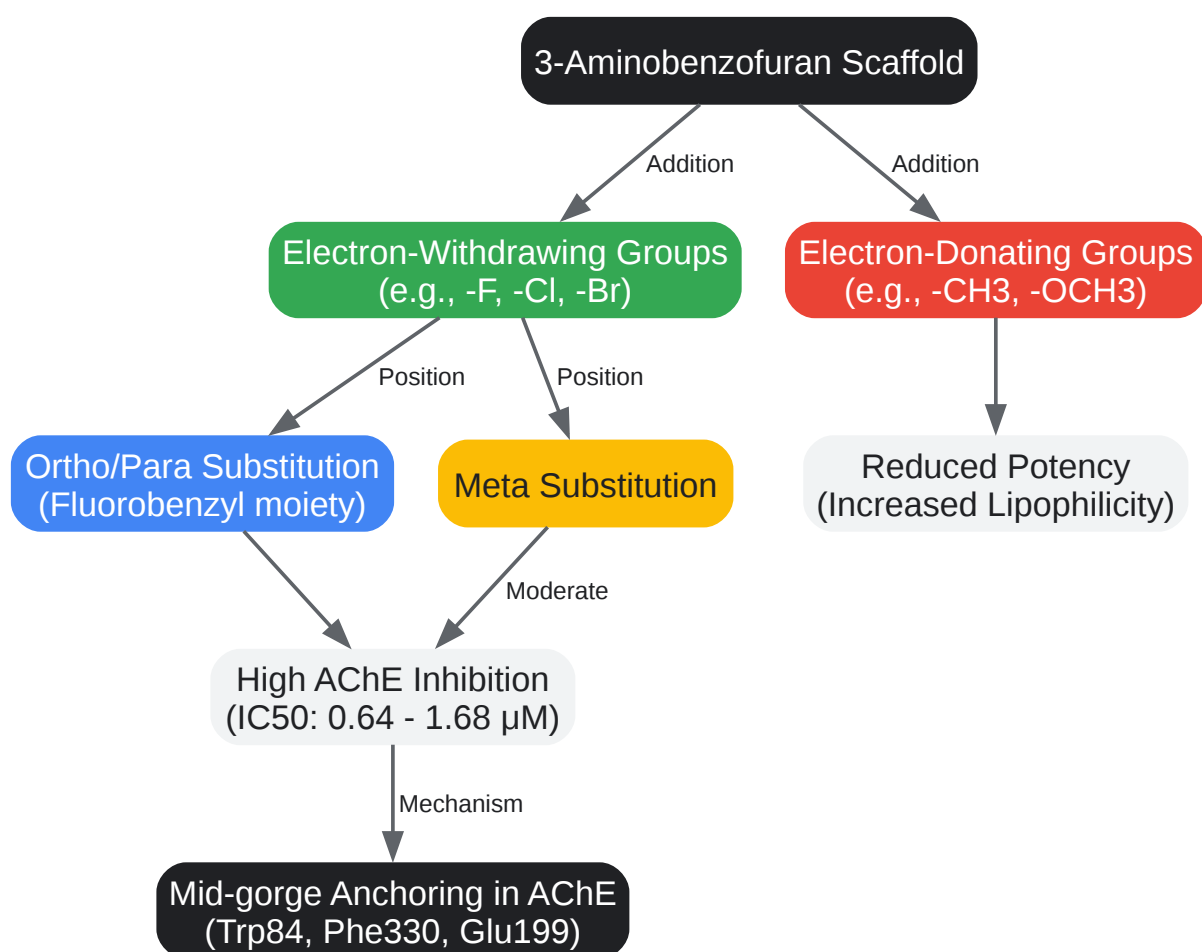 3-Aminobenzofuran Scaffold
Addition
Addition
Electron-Withdrawing Groups
(e.g., -F, -Cl, -Br)
Electron-Donating Groups
(e.g., -CH3, -OCH3)
Position
Position
Ortho/Para Substitution
(Fluorobenzyl moiety)
Meta Substitution
Reduced Potency
(Increased Lipophilicity)
Moderate
High AChE Inhibition
(IC50: 0.64 - 1.68 μM)
Mechanism
Mid-gorge Anchoring in AChE
(Trp84, Phe330, Glu199)